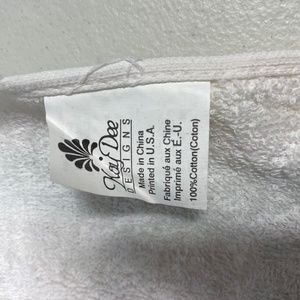 Kay Dee
DESIGNS
Made in China
Printed in U.S.A.
Fabriqué aux Chine
Imprimé aux E.-U.
100%Cotton(Coton)